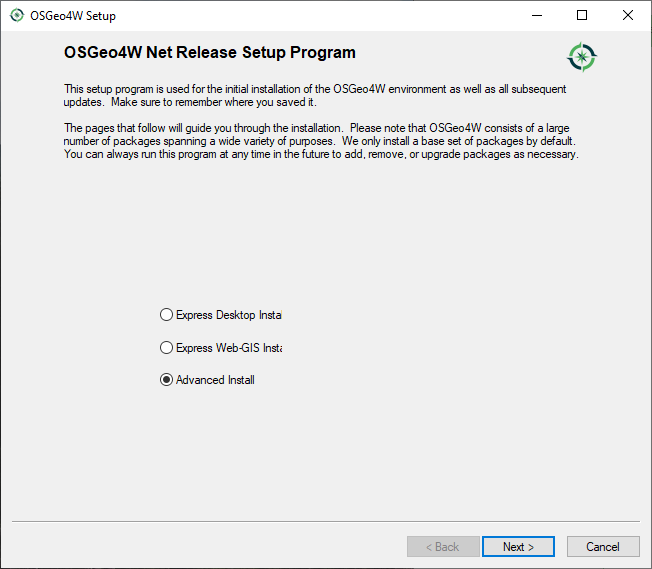 OSGeo4W Setup
OSGeo4W Net Release Setup Program
This setup program is used for the initial installation of the OSGeo4W environment as well as all subsequent
updates. Make sure to remember where you saved it.
The pages that follow will guide you through the installation. Please note that OSGeo4W consists of a large
number of packages spanning a wide variety of purposes. We only install a base set of packages by default.
You can always run this program at any time in the future to add, remove, or upgrade packages as necessary.
Express Desktop Insta
Express Web-GIS Insta
Advanced Install
< Back
Next >
Cancel